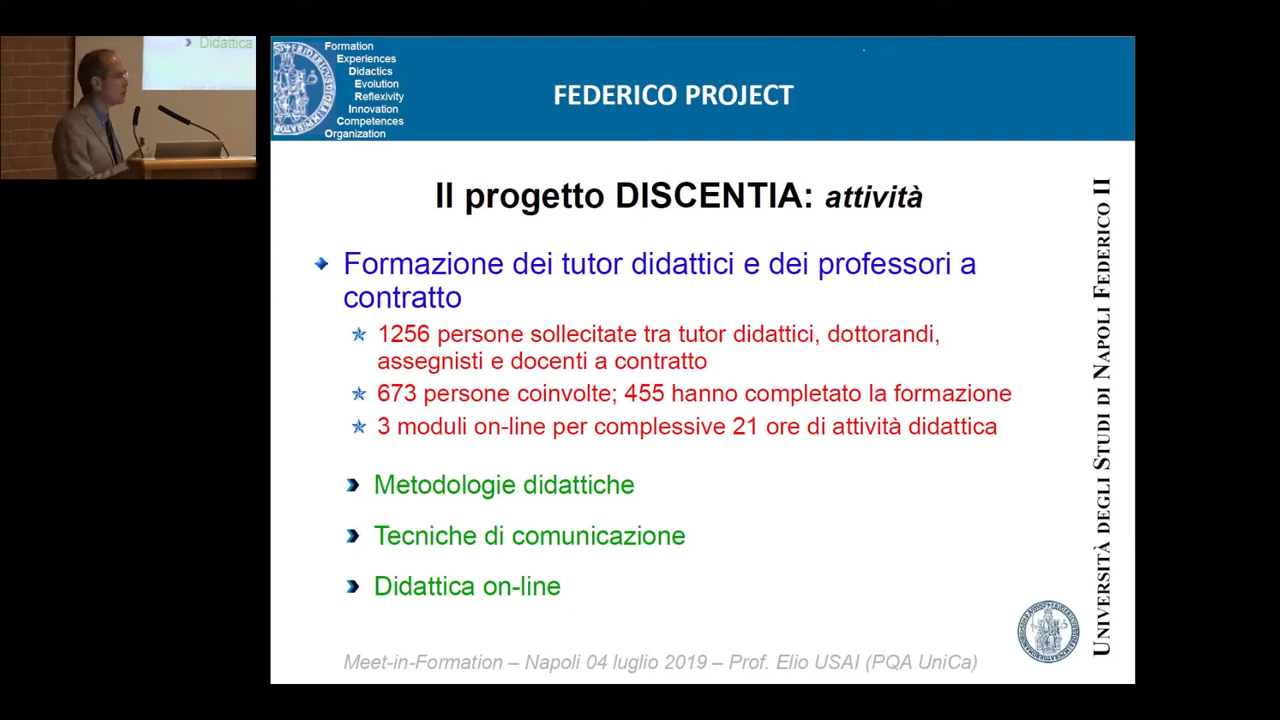 Didattica
Formation
Experiences
Didactics
Evolution
Reflexivity
Innovation
Competences
Organization
FEDERICO PROJECT
Il progetto DISCENTIA: attività
Formazione dei tutor didattici e dei professori a
contratto
1256 persone sollecitate tra tutor didattici, dottorandi,
assegnisti e docenti a contratto
673 persone coinvolte; 455 hanno completato la formazione
3 moduli on-line per complessive 21 ore di attività didattica
Metodologie didattiche
Tecniche di comunicazione
Didattica on-line
Meet-in-Formation – Napoli 04 luglio 2019 – Prof. Elio USAI (PQA UniCa)
UNIVERSITÀ DEGLI STUDI DI NAPOLI FEDERICO II